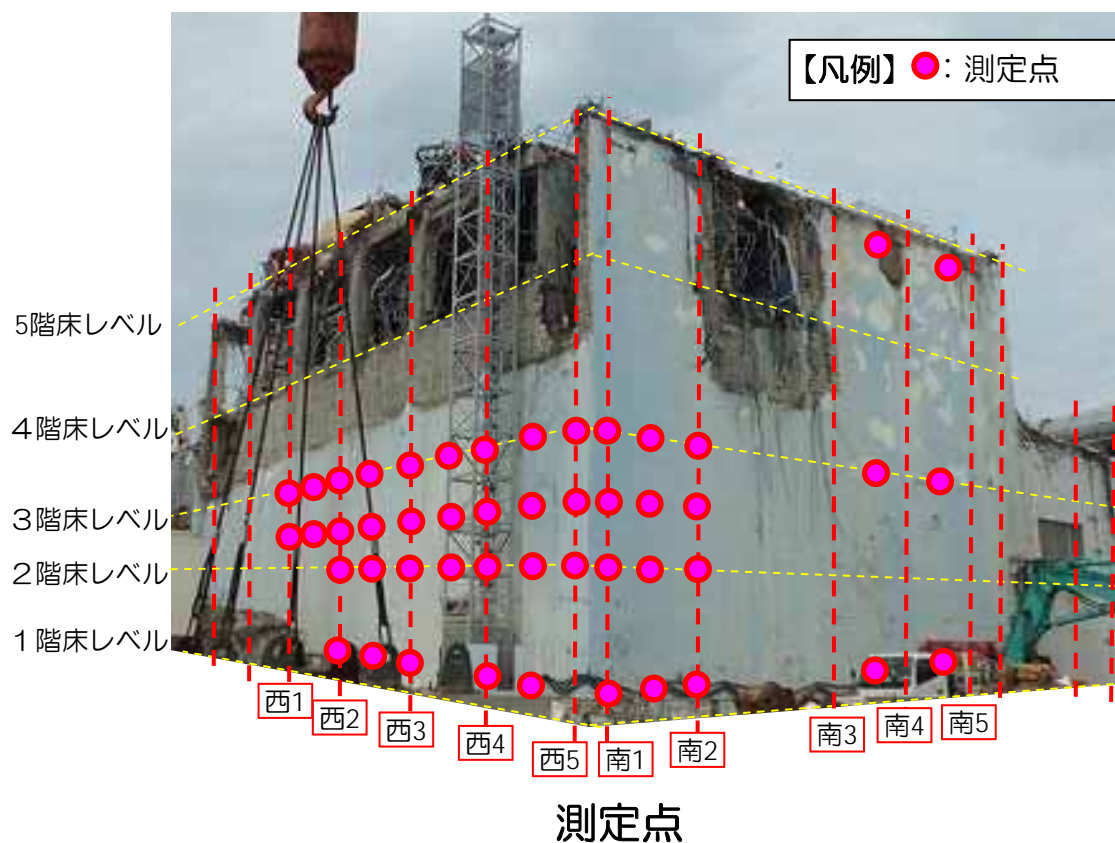 【凡例】 : 測定点
5階床レベル
4階床レベル
3階床レベル
2階床レベル
1階床レベル
西1
西2
西3
西4
西5
南1
南2
南3
南4
南5
測定点